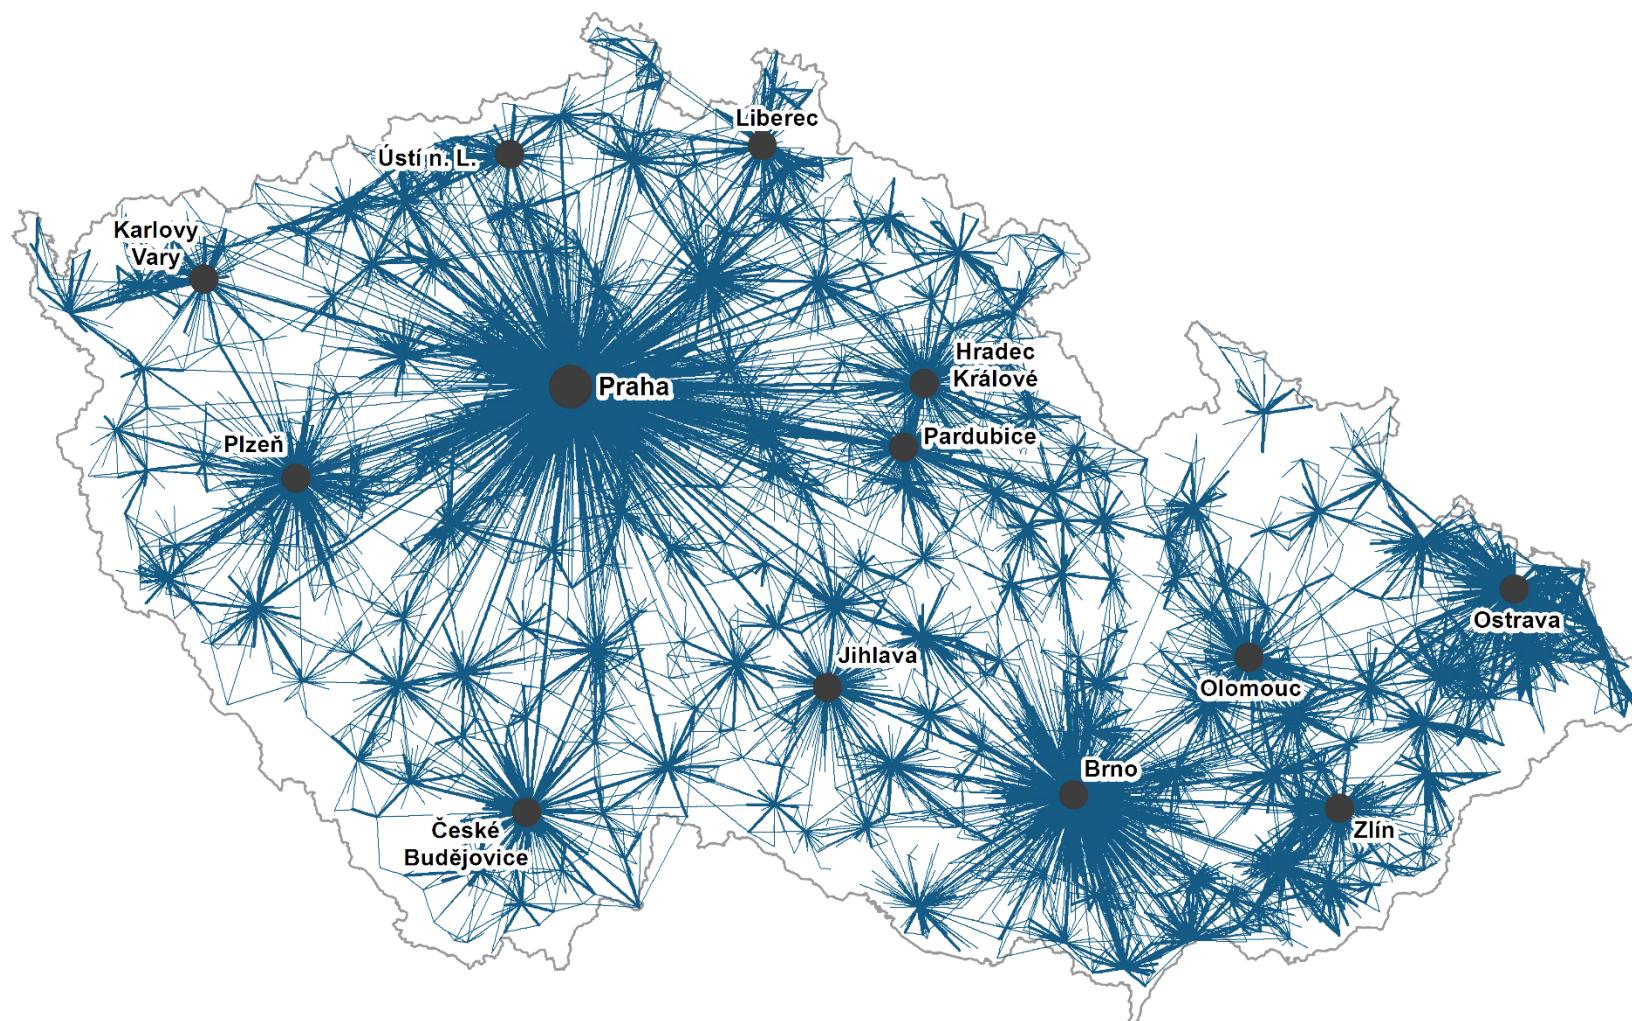 Liberec
Ústí n. L.
Karlovy
Vary
Hradec
Králové
Praha
Pardubice
Plzeň
Ostrava
Jihlava
Olomouc
Brno
České
Budějovice
Zlín